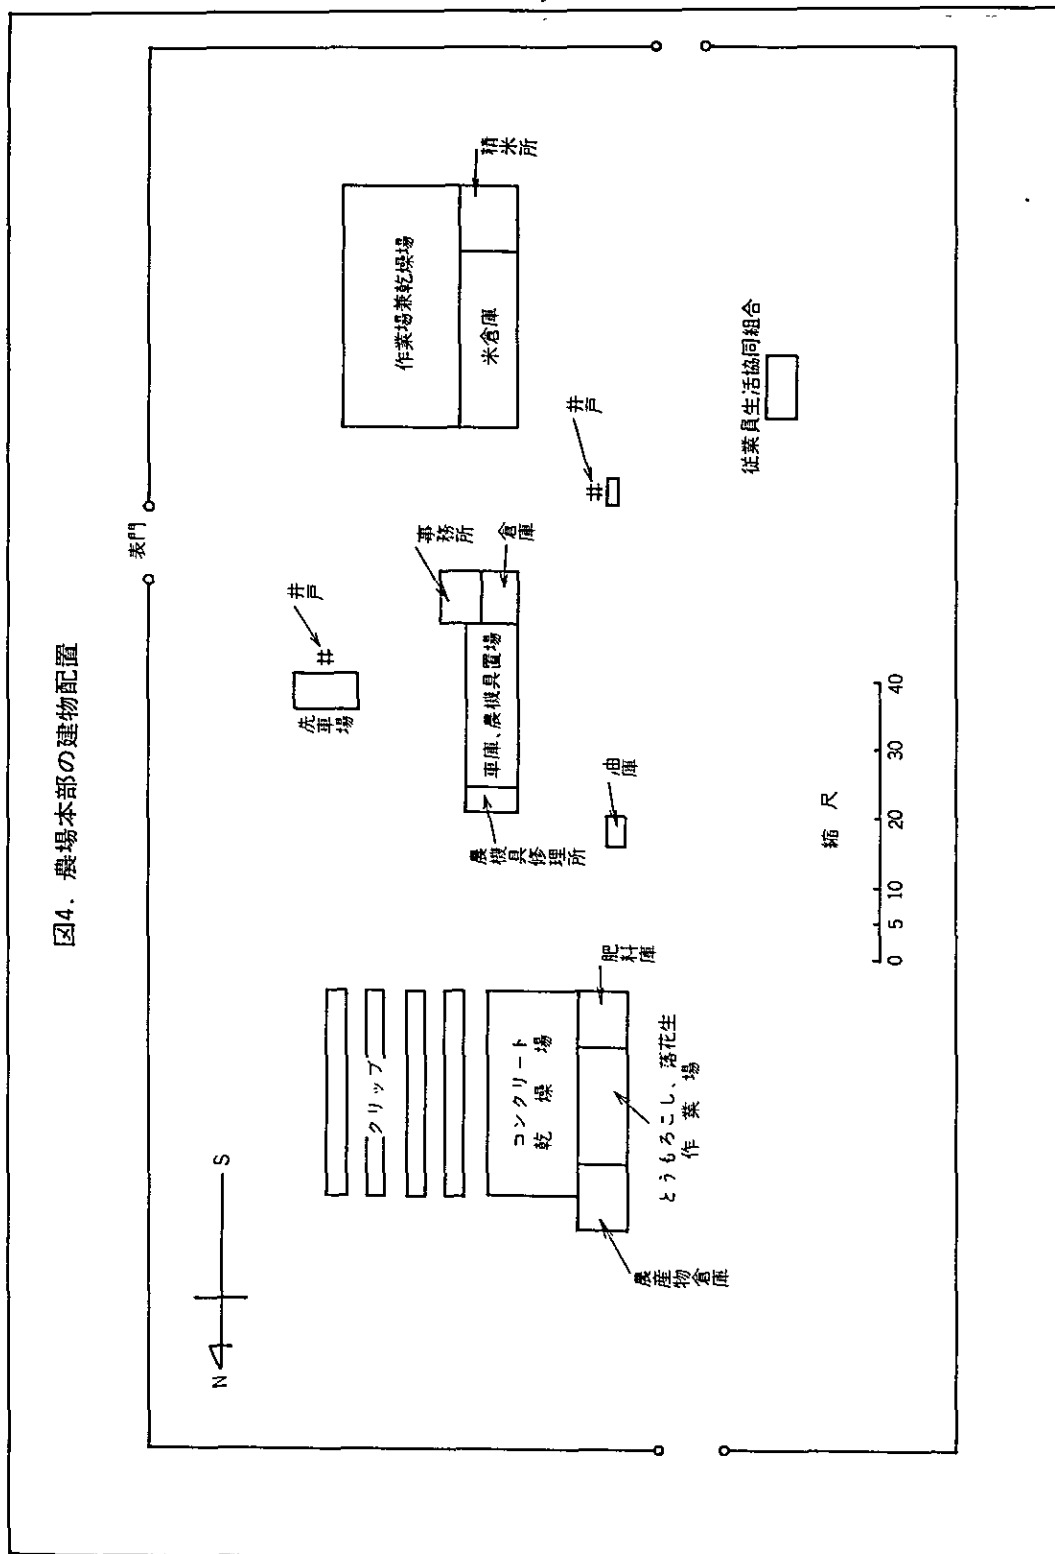 図4. 農場本部の建物配置
N
S
表門
クリップ
コンクリート
乾燥場
肥料庫
とうもろこし、落花生
作業場
農産物倉庫
洗車場
井戸
井
事務所
倉庫
車庫、農機具置場
農機具修理所
油庫
井戸
井
作業場兼乾燥場
米倉庫
精米所
従業員生活協同組合
縮尺
0 5 10 20 30 40